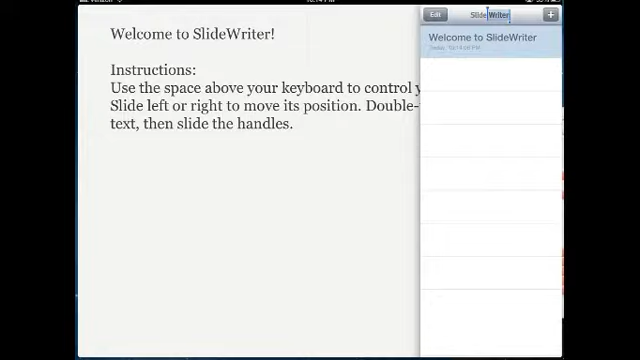 Welcome to SlideWriter!
Instructions:
Use the space above your keyboard to control
Slide left or right to move its position. Double-
text, then slide the handles.
Edit
SlideWriter
+
Welcome to SlideWriter